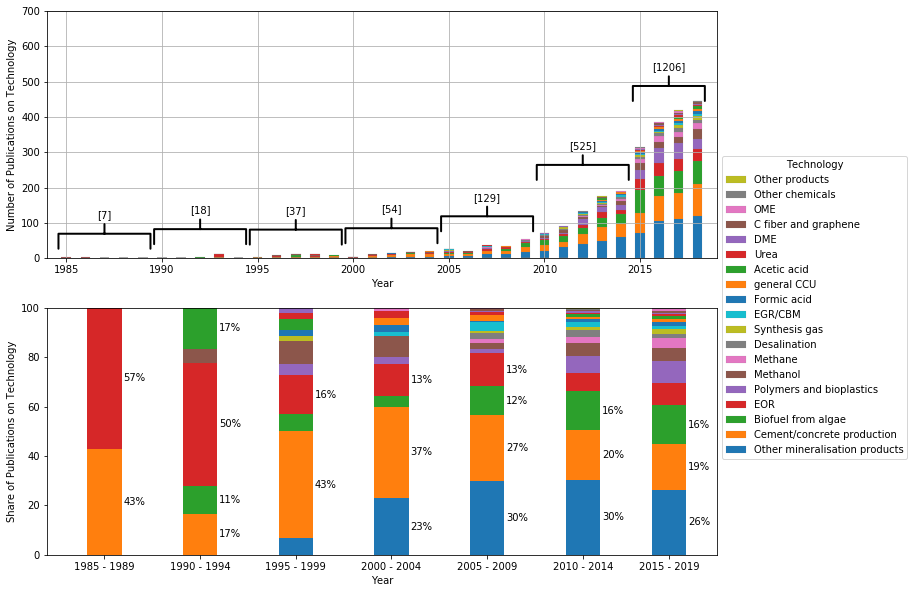 700
600
500
400
300
200
100
0
Number of Publications on Technology
[7]
[18]
[37]
[54]
[129]
[525]
[1206]
1985
1990
1995
2000
2005
2010
2015
Year
Technology
Other products
Other chemicals
OME
C fiber and graphene
DME
Urea
Acetic acid
general CCU
Formic acid
EGR/CBM
Synthesis gas
Desalination
Methane
Methanol
Polymers and bioplastics
EOR
Biofuel from algae
Cement/concrete production
Other mineralisation products
100
80
60
40
20
0
Share of Publications on Technology
57%
43%
17%
50%
11%
17%
16%
43%
13%
37%
23%
13%
12%
27%
30%
16%
20%
30%
16%
19%
26%
1985 - 1989
1990 - 1994
1995 - 1999
2000 - 2004
2005 - 2009
2010 - 2014
2015 - 2019
Year